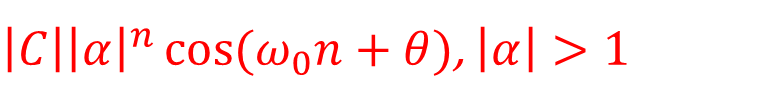 |C||α|ⁿ cos(ω₀n + θ), |α| > 1